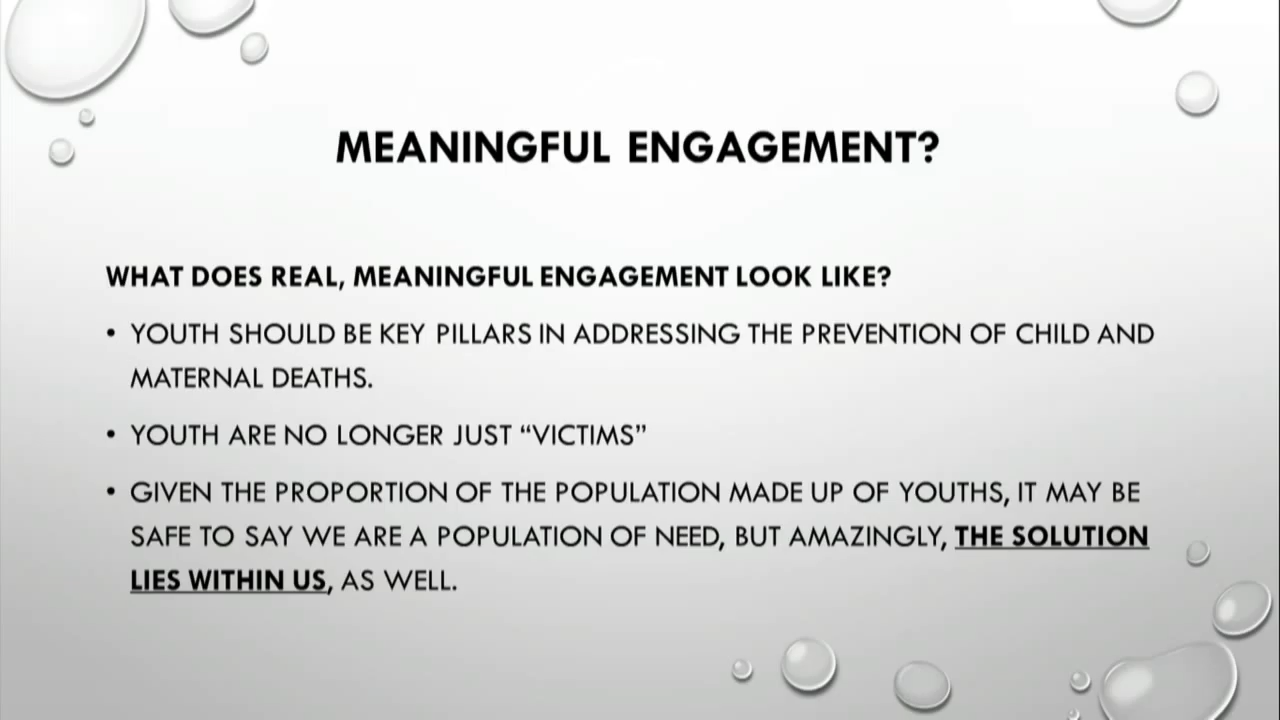 MEANINGFUL ENGAGEMENT?
WHAT DOES REAL, MEANINGFUL ENGAGEMENT LOOK LIKE?
• YOUTH SHOULD BE KEY PILLARS IN ADDRESSING THE PREVENTION OF CHILD AND
MATERNAL DEATHS.
• YOUTH ARE NO LONGER JUST “VICTIMS”
• GIVEN THE PROPORTION OF THE POPULATION MADE UP OF YOUTHS, IT MAY BE
SAFE TO SAY WE ARE A POPULATION OF NEED, BUT AMAZINGLY, THE SOLUTION
LIES WITHIN US, AS WELL.